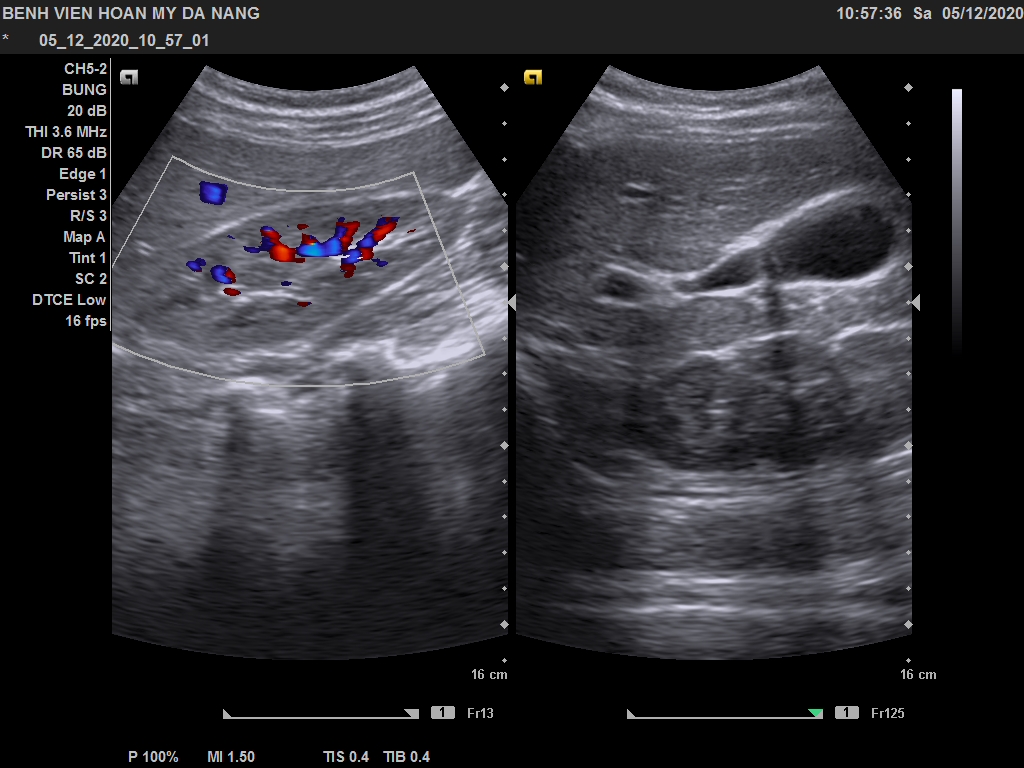 BENH VIEN HOAN MY DA NANG 10:57:36 Sa 05/12/2020
* 05_12_2020_10_57_01
CH5-2
BUNG
20 dB
THI 3.6 MHz
DR 65 dB
Edge 1
Persist 3
R/S 3
Map A
Tint 1
SC 2
DTCE Low
16 fps
16 cm 16 cm
1 Fr13 1 Fr125
P 100% MI 1.50 TIS 0.4 TIB 0.4